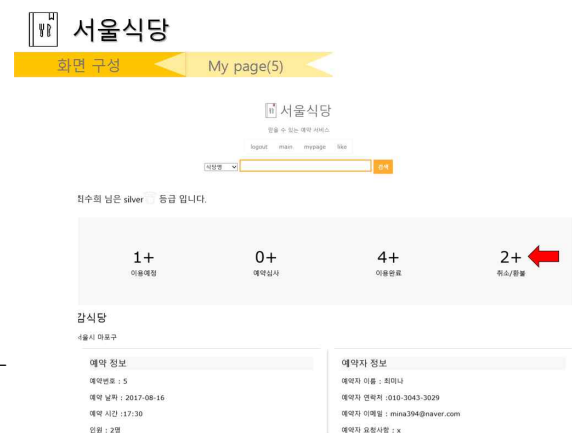 서울식당
화면 구성
My page(5)
서울식당
믿을 수 있는 예약 서비스
logout main mypage like
식당명 검색
최수희 님은 silver 등급 입니다.
1+ 0+ 4+ 2+
이용예정 예약심사 이용완료 취소/환불
감식당
서울시 마포구
예약 정보
예약번호 : 5
예약 날짜 : 2017-08-16
예약 시간 :17:30
인원 : 2명
예약자 정보
예약자 이름 : 최미나
예약자 연락처 :010-3043-3029
예약자 이메일 : mina394@naver.com
예약자 요청사항 : x